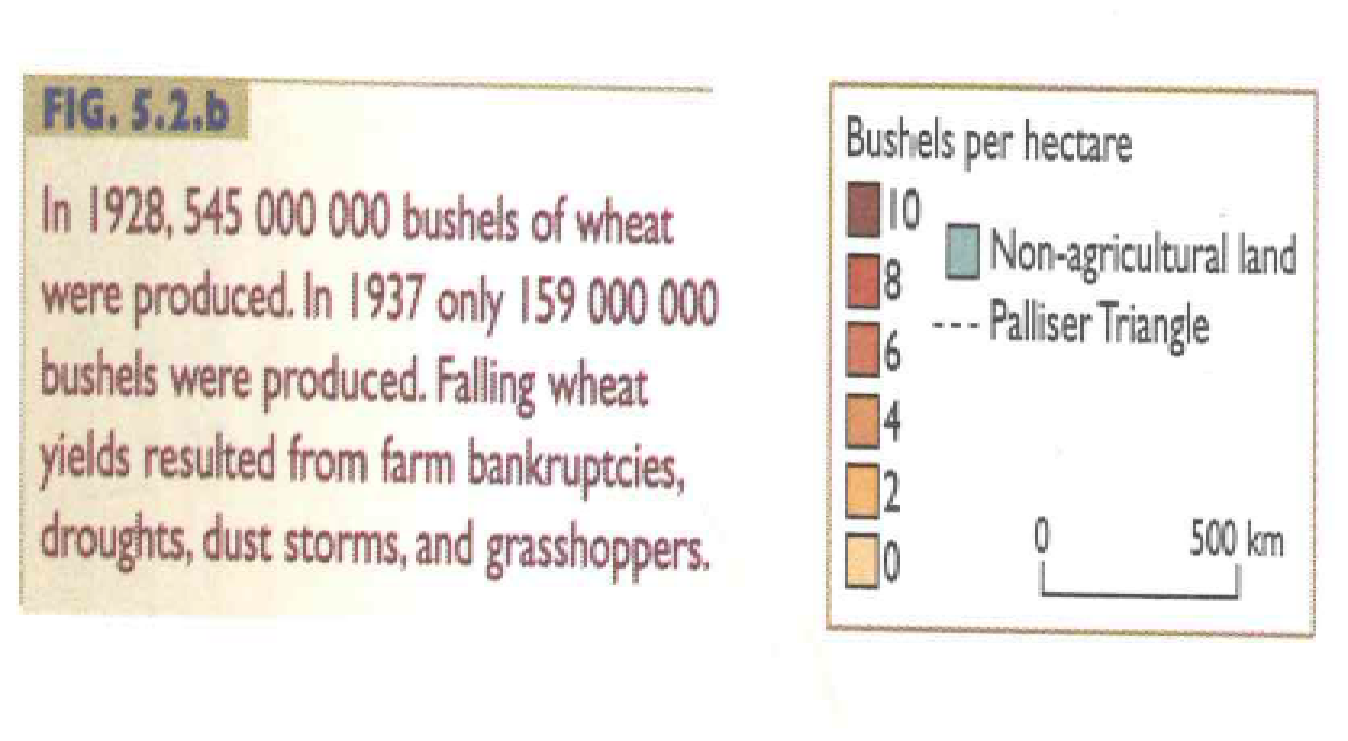 FIG. 5.2.b
In 1928, 545 000 000 bushels of wheat
were produced. In 1937 only 159 000 000
bushels were produced. Falling wheat
yields resulted from farm bankruptcies,
droughts, dust storms, and grasshoppers.
Bushels per hectare
10
8
6
4
2
0
Non-agricultural land
Palliser Triangle
0 500 km